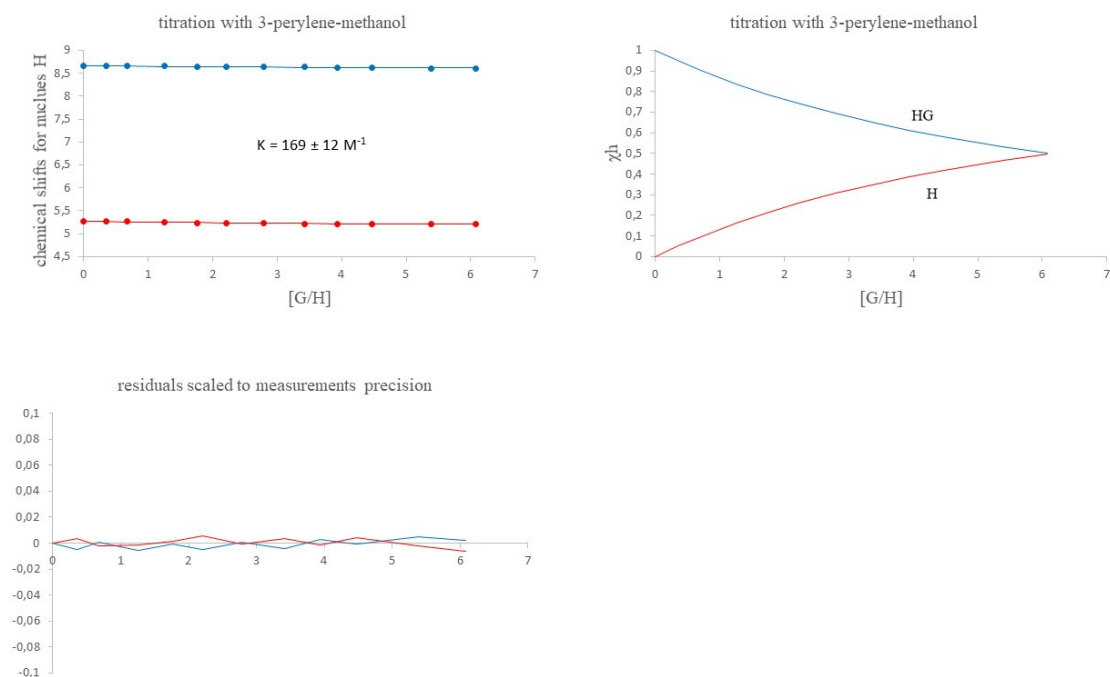 titration with 3-perylene-methanol
chemical shifts for nuclues H
9
8,5
8
7,5
7
6,5
6
5,5
5
4,5
K = 169 ± 12 M⁻¹
0 1 2 3 4 5 6 7
[G/H]
titration with 3-perylene-methanol
χh
1
0,9
0,8
0,7
0,6
0,5
0,4
0,3
0,2
0,1
0
HG
H
0 1 2 3 4 5 6 7
[G/H]
residuals scaled to measurements precision
0,1
0,08
0,06
0,04
0,02
0
-0,02
-0,04
-0,06
-0,08
-0,1
0 1 2 3 4 5 6 7